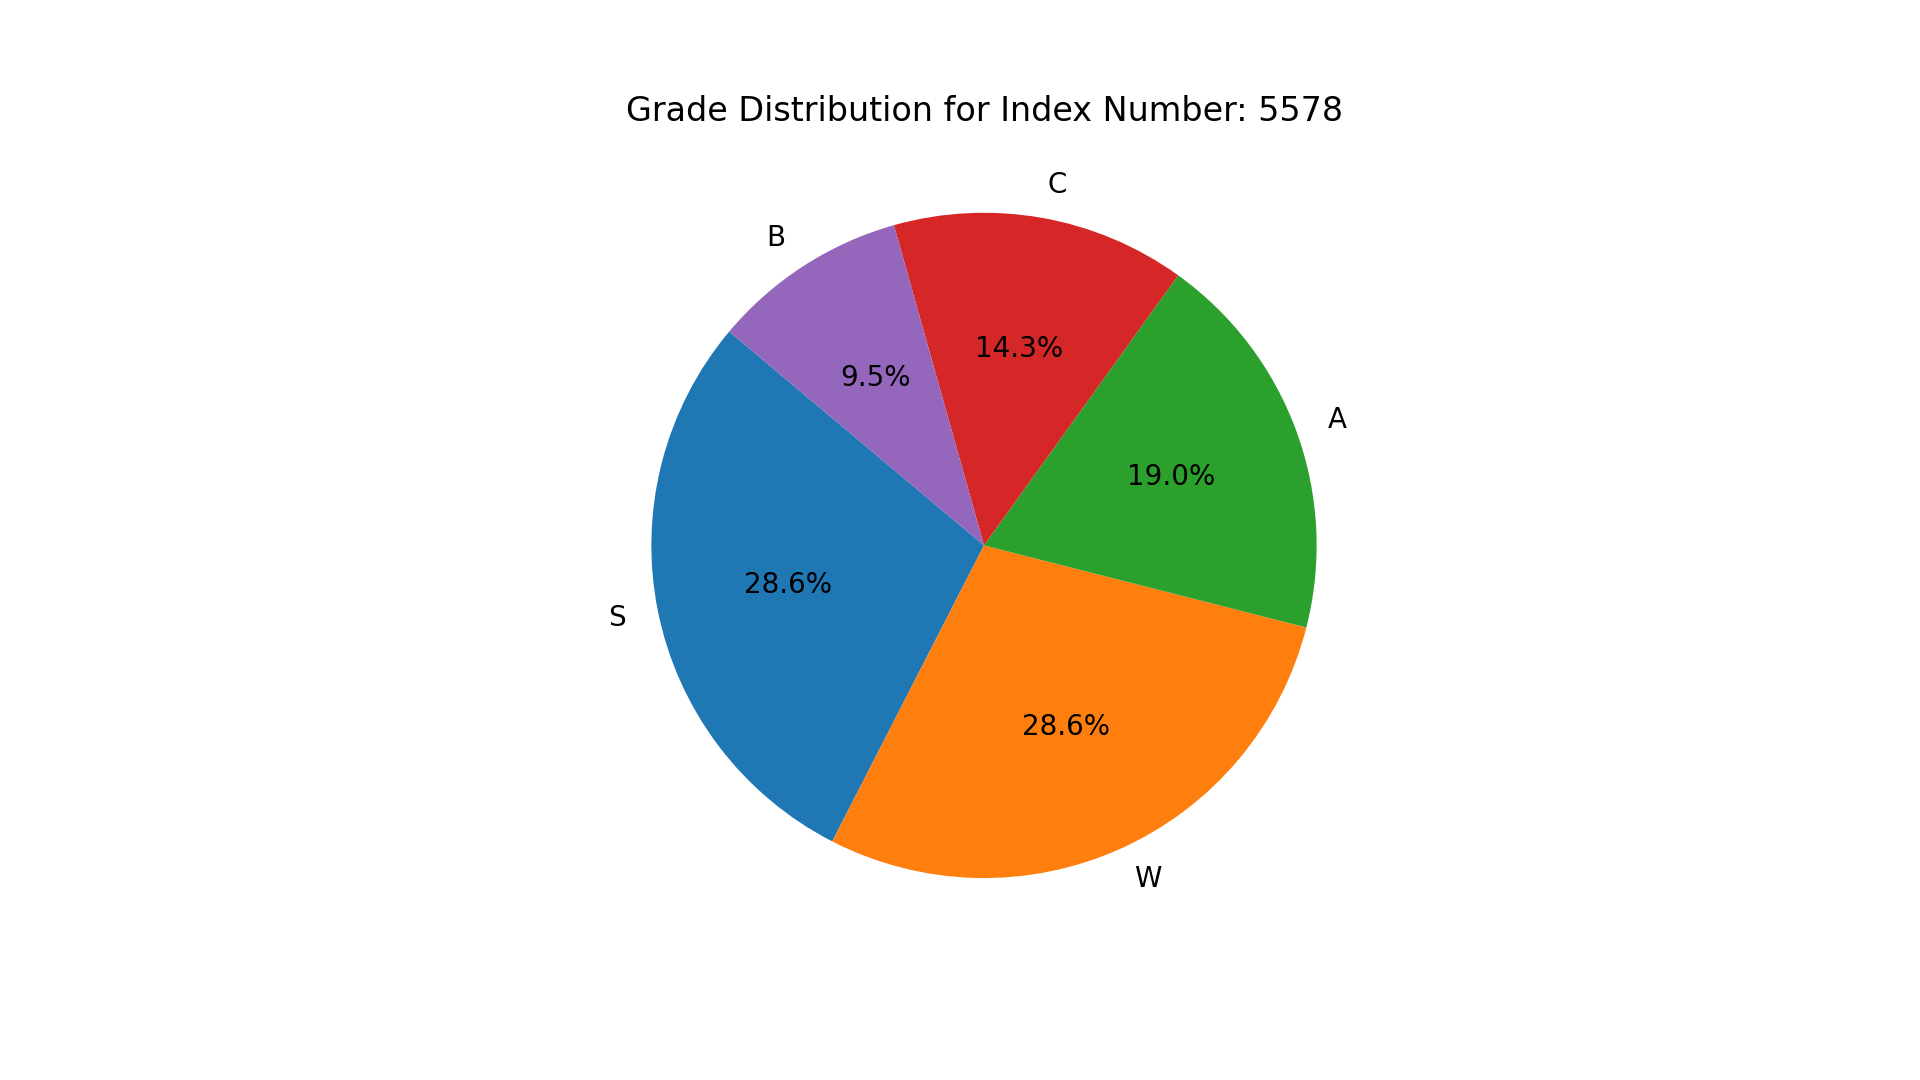 Grade Distribution for Index Number: 5578
C
B
14.3%
9.5%
A
19.0%
28.6%
S
28.6%
W